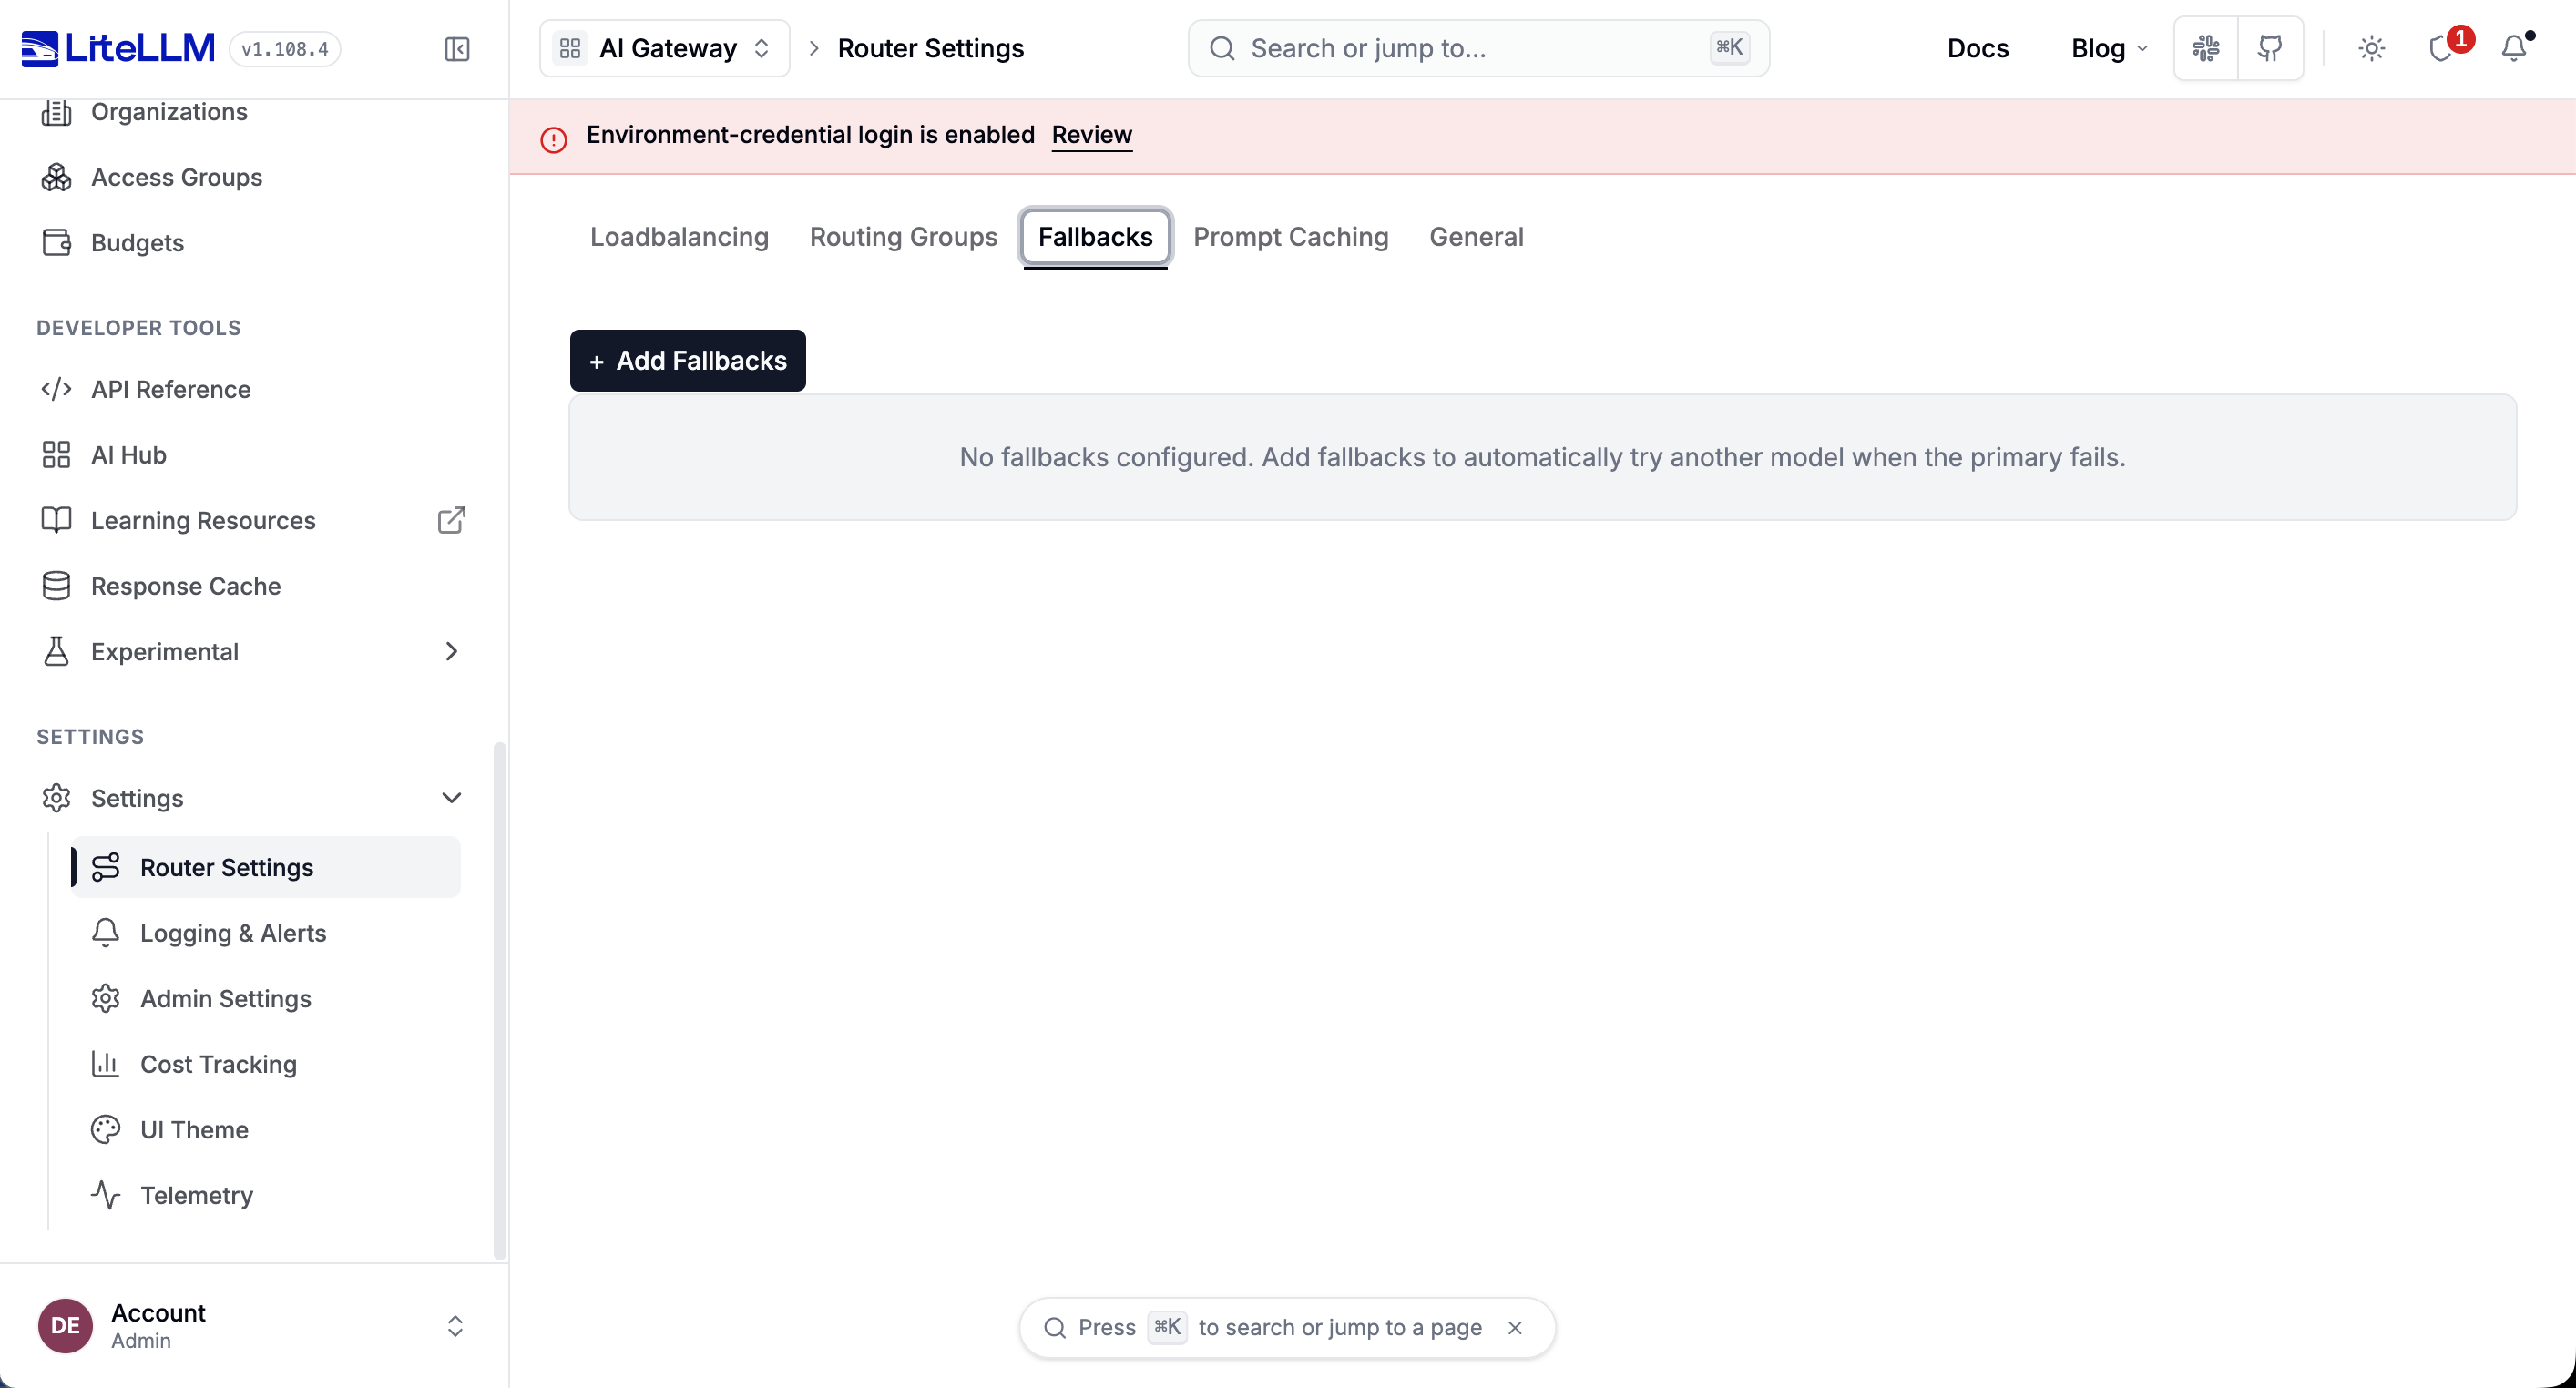 LiteLLM v1.108.4
AI Gateway
Router Settings
Search or jump to...
⌘K
Docs
Blog
1
Organizations
Access Groups
Budgets
DEVELOPER TOOLS
API Reference
AI Hub
Learning Resources
Response Cache
Experimental
SETTINGS
Settings
Router Settings
Logging & Alerts
Admin Settings
Cost Tracking
UI Theme
Telemetry
DE
Account
Admin
Environment-credential login is enabled Review
Loadbalancing Routing Groups Fallbacks Prompt Caching General
+ Add Fallbacks
No fallbacks configured. Add fallbacks to automatically try another model when the primary fails.
Press ⌘K to search or jump to a page